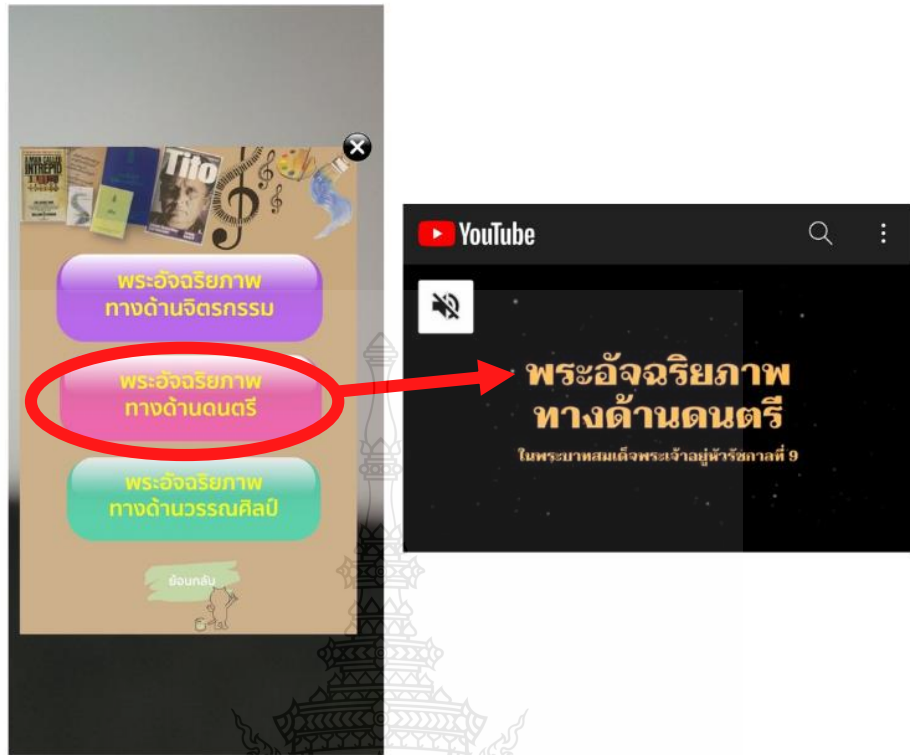 A MAN CALLED
INTREPID
Tito
พระอัจฉริยภาพ
ทางด้านจิตรกรรม
พระอัจฉริยภาพ
ทางด้านดนตรี
พระอัจฉริยภาพ
ทางด้านวรรณศิลป์
ย้อนกลับ
YouTube
พระอัจฉริยภาพ
ทางด้านดนตรี
ในพระบาทสมเด็จพระเจ้าอยู่หัวรัชกาลที่ 9